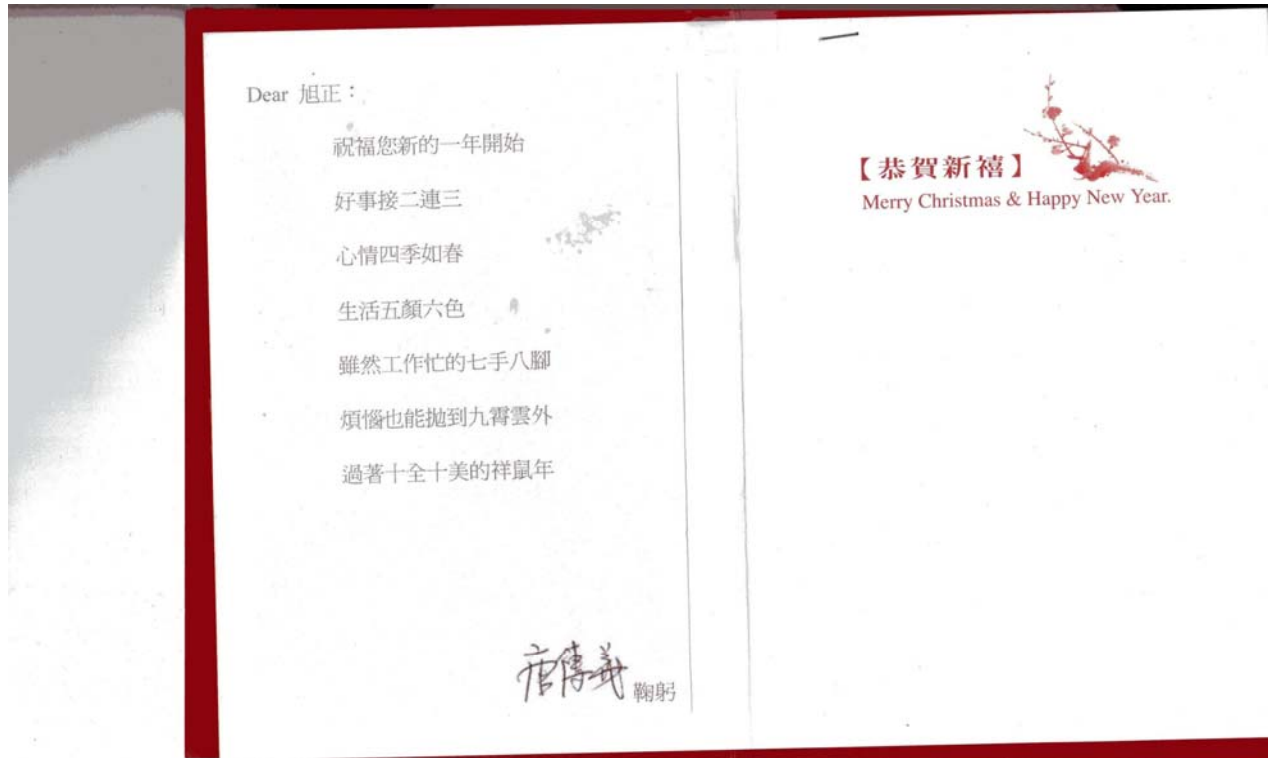 Dear 旭正：
祝福您新的一年開始
好事接二連三
心情四季如春
生活五顏六色
雖然工作忙的七手八腳
煩惱也能拋到九霄雲外
過著十全十美的祥鼠年
唐傳義 鞠躬
【恭賀新禧】
Merry Christmas & Happy New Year.